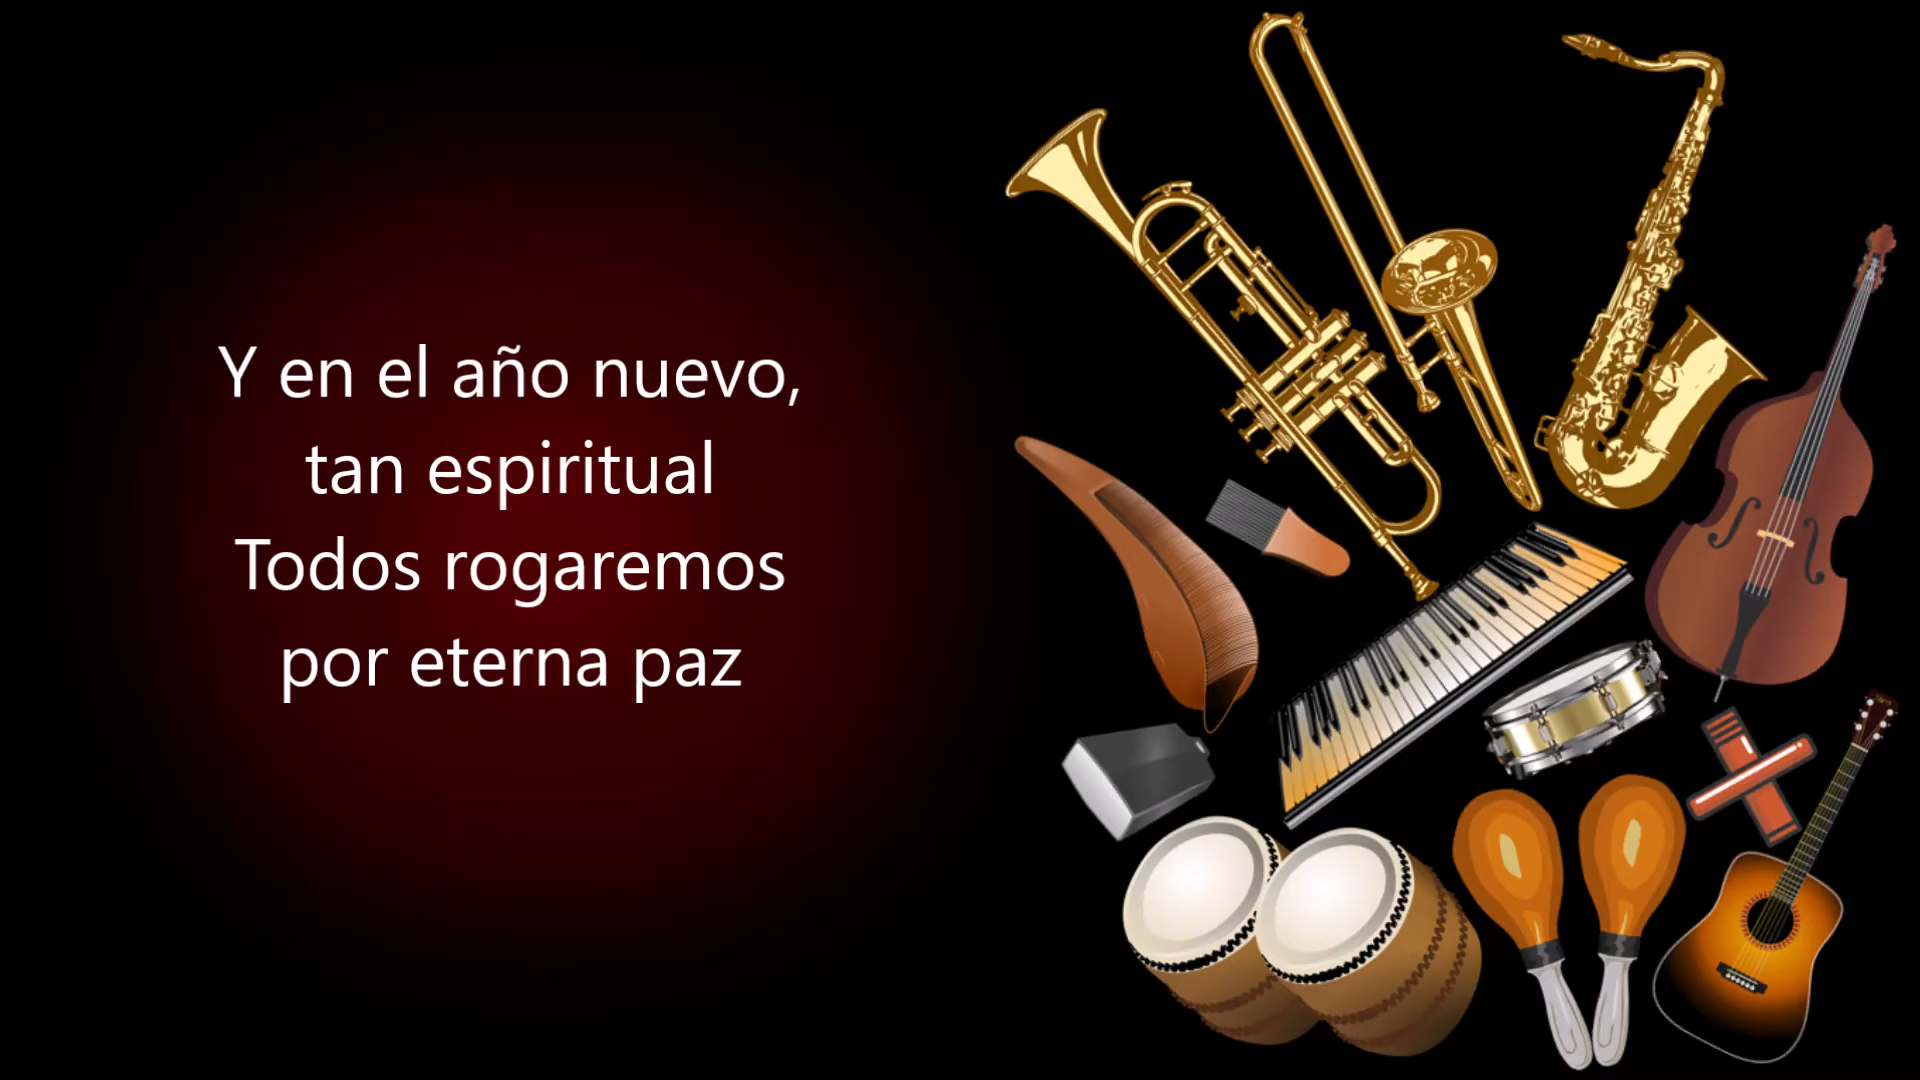 Y en el año nuevo,
tan espiritual
Todos rogaremos
por eterna paz